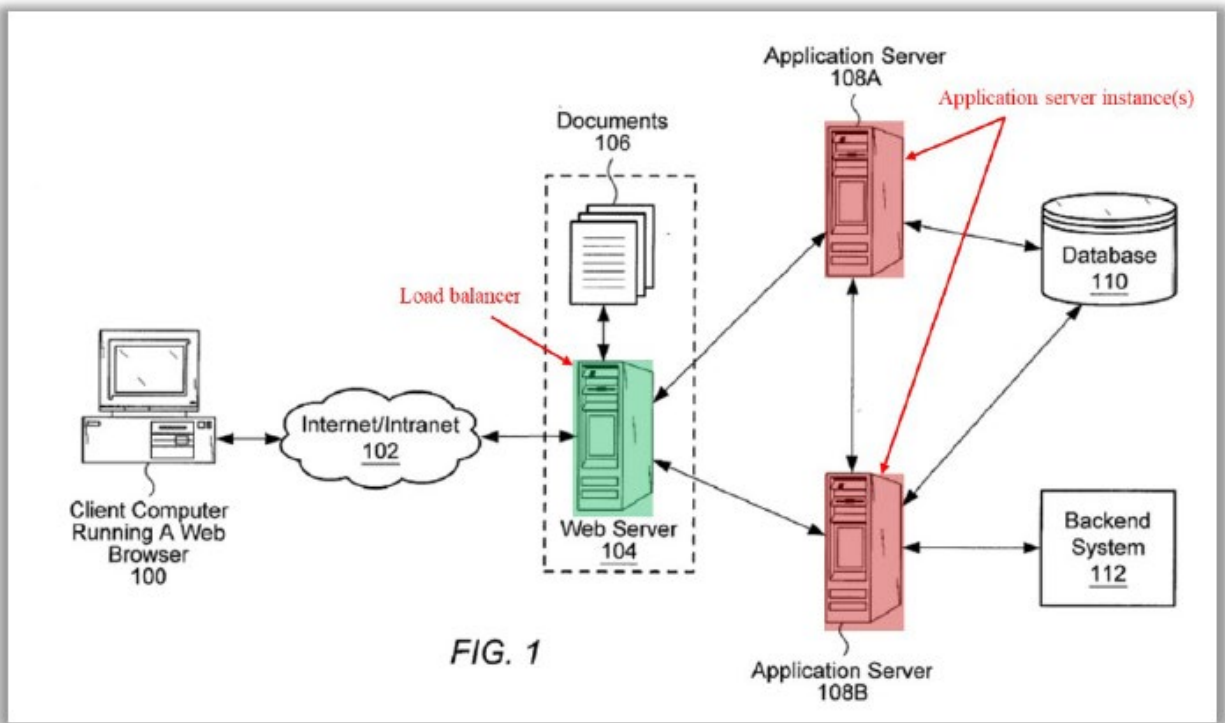 Application Server
108A
Application server instance(s)
Documents
106
Database
110
Load balancer
Internet/Intranet
102
Client Computer
Running A Web
Browser
100
Web Server
104
Backend
System
112
FIG. 1
Application Server
108B